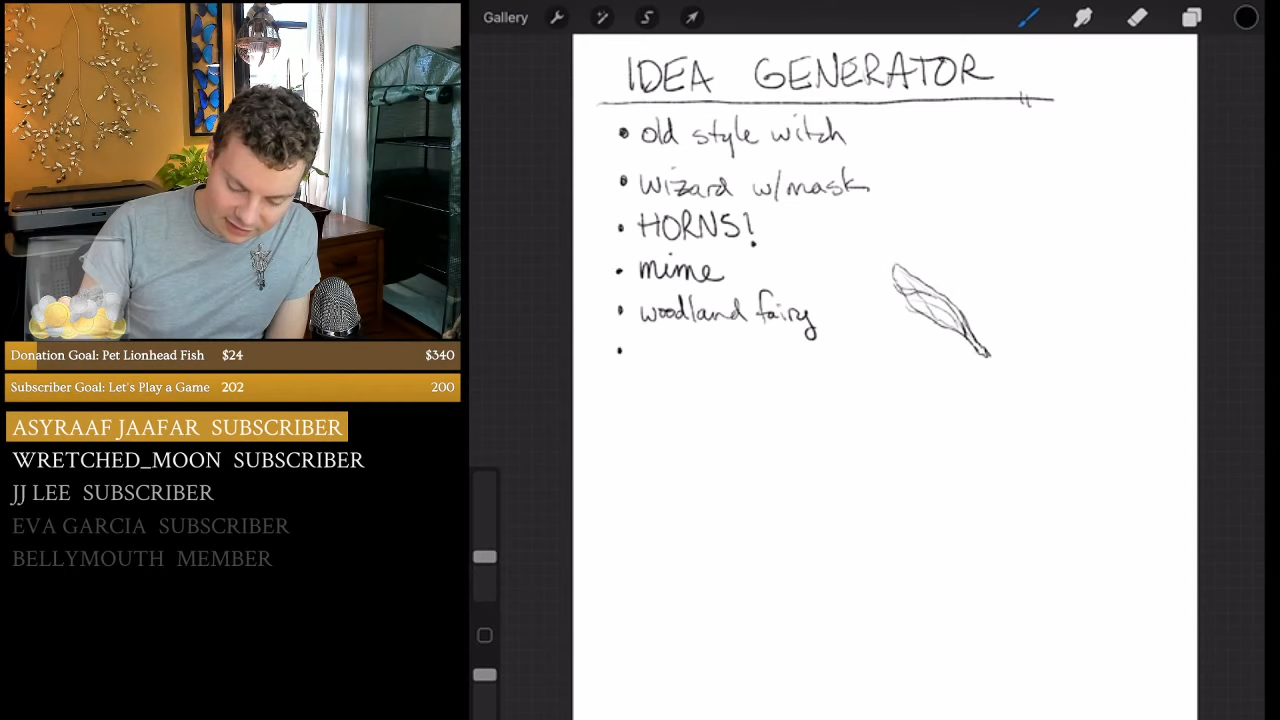 Gallery
IDEA GENERATOR
• old style witch
• wizard w/mask
• HORNS!
• mime
• woodland fairy
•
Donation Goal: Pet Lionhead Fish $24 $340
Subscriber Goal: Let's Play a Game 202 200
ASYRAAF JAAFAR SUBSCRIBER
WRETCHED_MOON SUBSCRIBER
JJ LEE SUBSCRIBER
EVA GARCIA SUBSCRIBER
BELLYMOUTH MEMBER